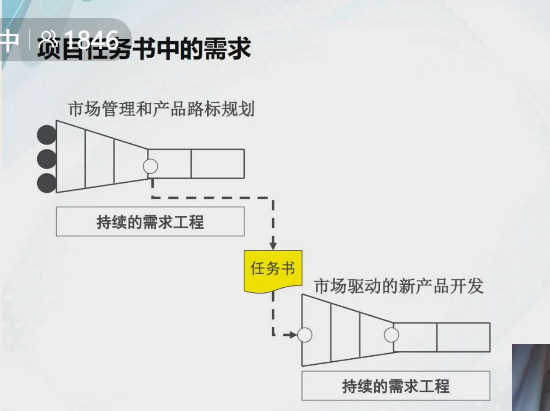 中 1846
项目任务书中的需求
市场管理和产品路标规划
持续的需求工程
任务书
市场驱动的新产品开发
持续的需求工程